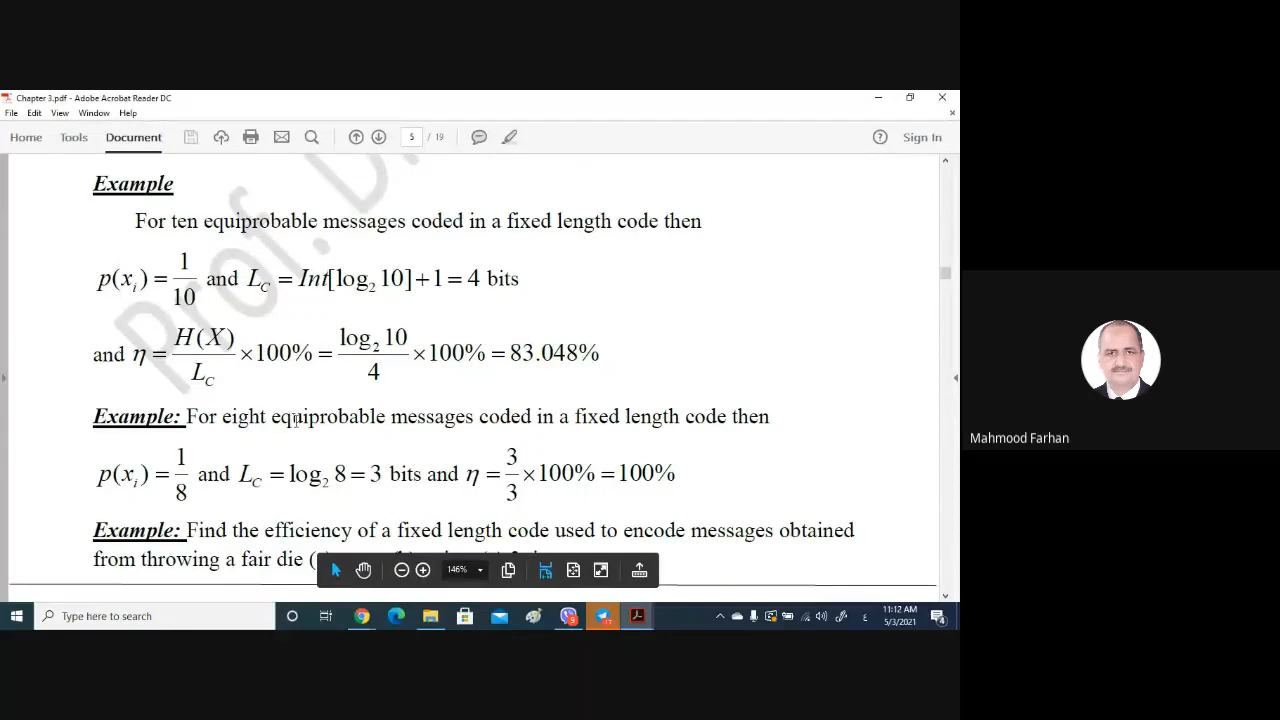 Chapter 3.pdf - Adobe Acrobat Reader DC
File Edit View Window Help
Home Tools Document 5 / 19 Sign In
Prof. D
Example
For ten equiprobable messages coded in a fixed length code then
p(x_i) = 1/10 and L_C = Int[log_2 10] + 1 = 4 bits
and η = H(X)/L_C × 100% = log_2 10/4 × 100% = 83.048%
Example: For eight equiprobable messages coded in a fixed length code then
p(x_i) = 1/8 and L_C = log_2 8 = 3 bits and η = 3/3 × 100% = 100%
Example: Find the efficiency of a fixed length code used to encode messages obtained
from throwing a fair die (
146%
Mahmood Farhan
Type here to search
11:12 AM
5/3/2021